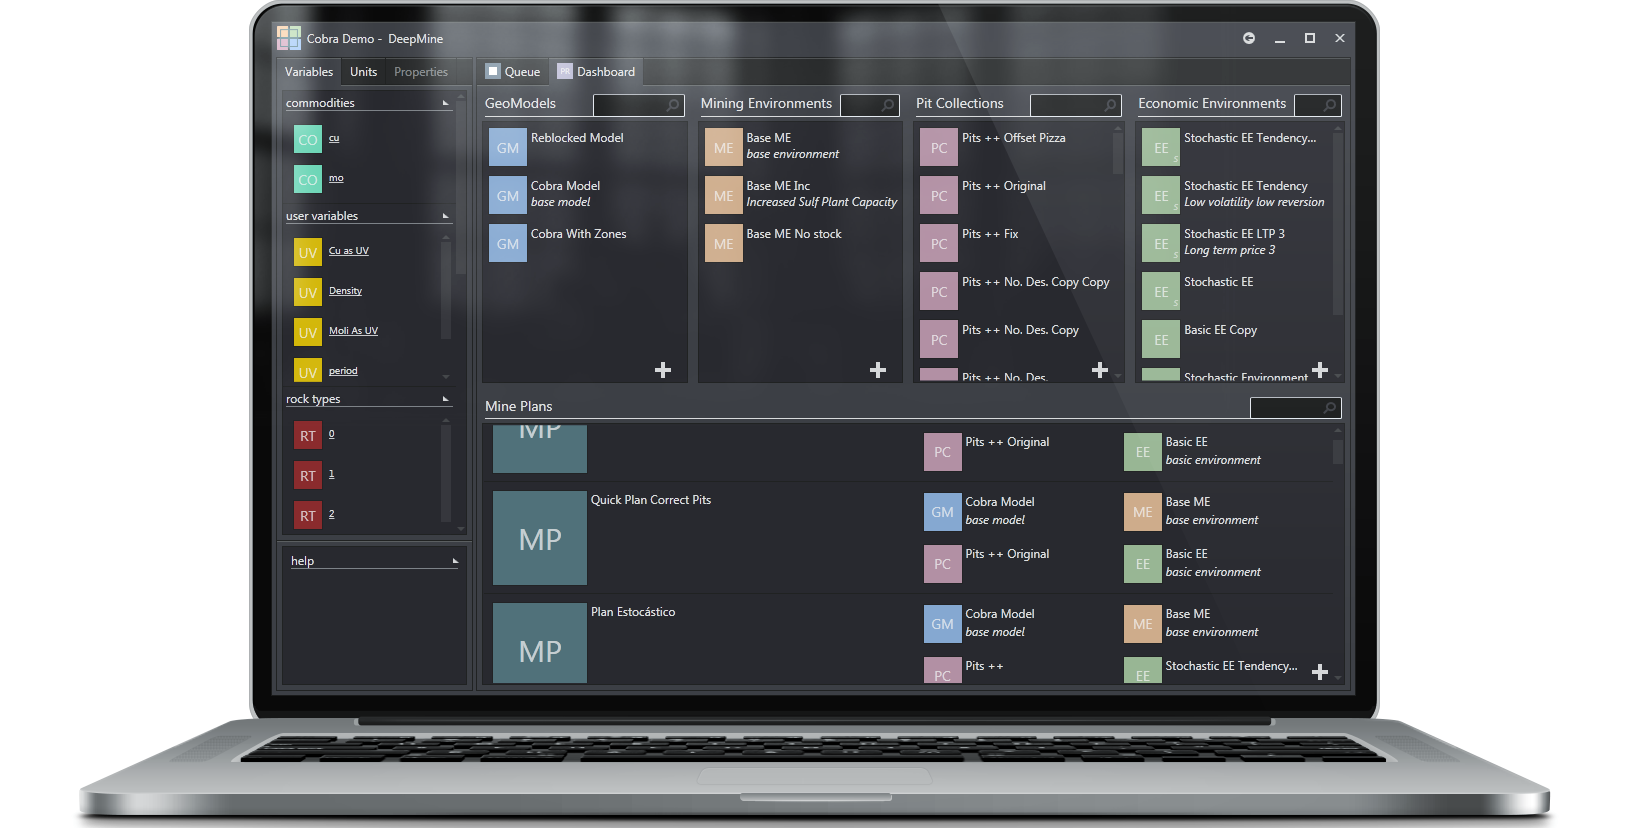 Cobra Demo - DeepMine
Variables Units Properties
commodities
CO cu
CO mo
user variables
UV Cu as UV
UV Density
UV Moli As UV
UV period
rock types
RT 0
RT 1
RT 2
help
Queue
PR Dashboard
GeoModels
GM Reblocked Model
GM Cobra Model
base model
GM Cobra With Zones
Mining Environments
ME Base ME
base environment
ME Base ME Inc
Increased Sulf Plant Capacity
ME Base ME No stock
Pit Collections
PC Pits ++ Offset Pizza
PC Pits ++ Original
PC Pits ++ Fix
PC Pits ++ No. Des. Copy Copy
PC Pits ++ No. Des. Copy
Pits ++ No. Des.
Economic Environments
EE s Stochastic EE Tendency...
EE s Stochastic EE Tendency
Low volatility low reversion
EE s Stochastic EE LTP 3
Long term price 3
EE s Stochastic EE
EE Basic EE Copy
Stochastic Environment
Mine Plans
MP
PC Pits ++ Original
EE Basic EE
basic environment
MP Quick Plan Correct Pits
GM Cobra Model
base model
ME Base ME
base environment
PC Pits ++ Original
EE Basic EE
basic environment
MP Plan Estocástico
GM Cobra Model
base model
ME Base ME
base environment
PC Pits ++
EE Stochastic EE Tendency...